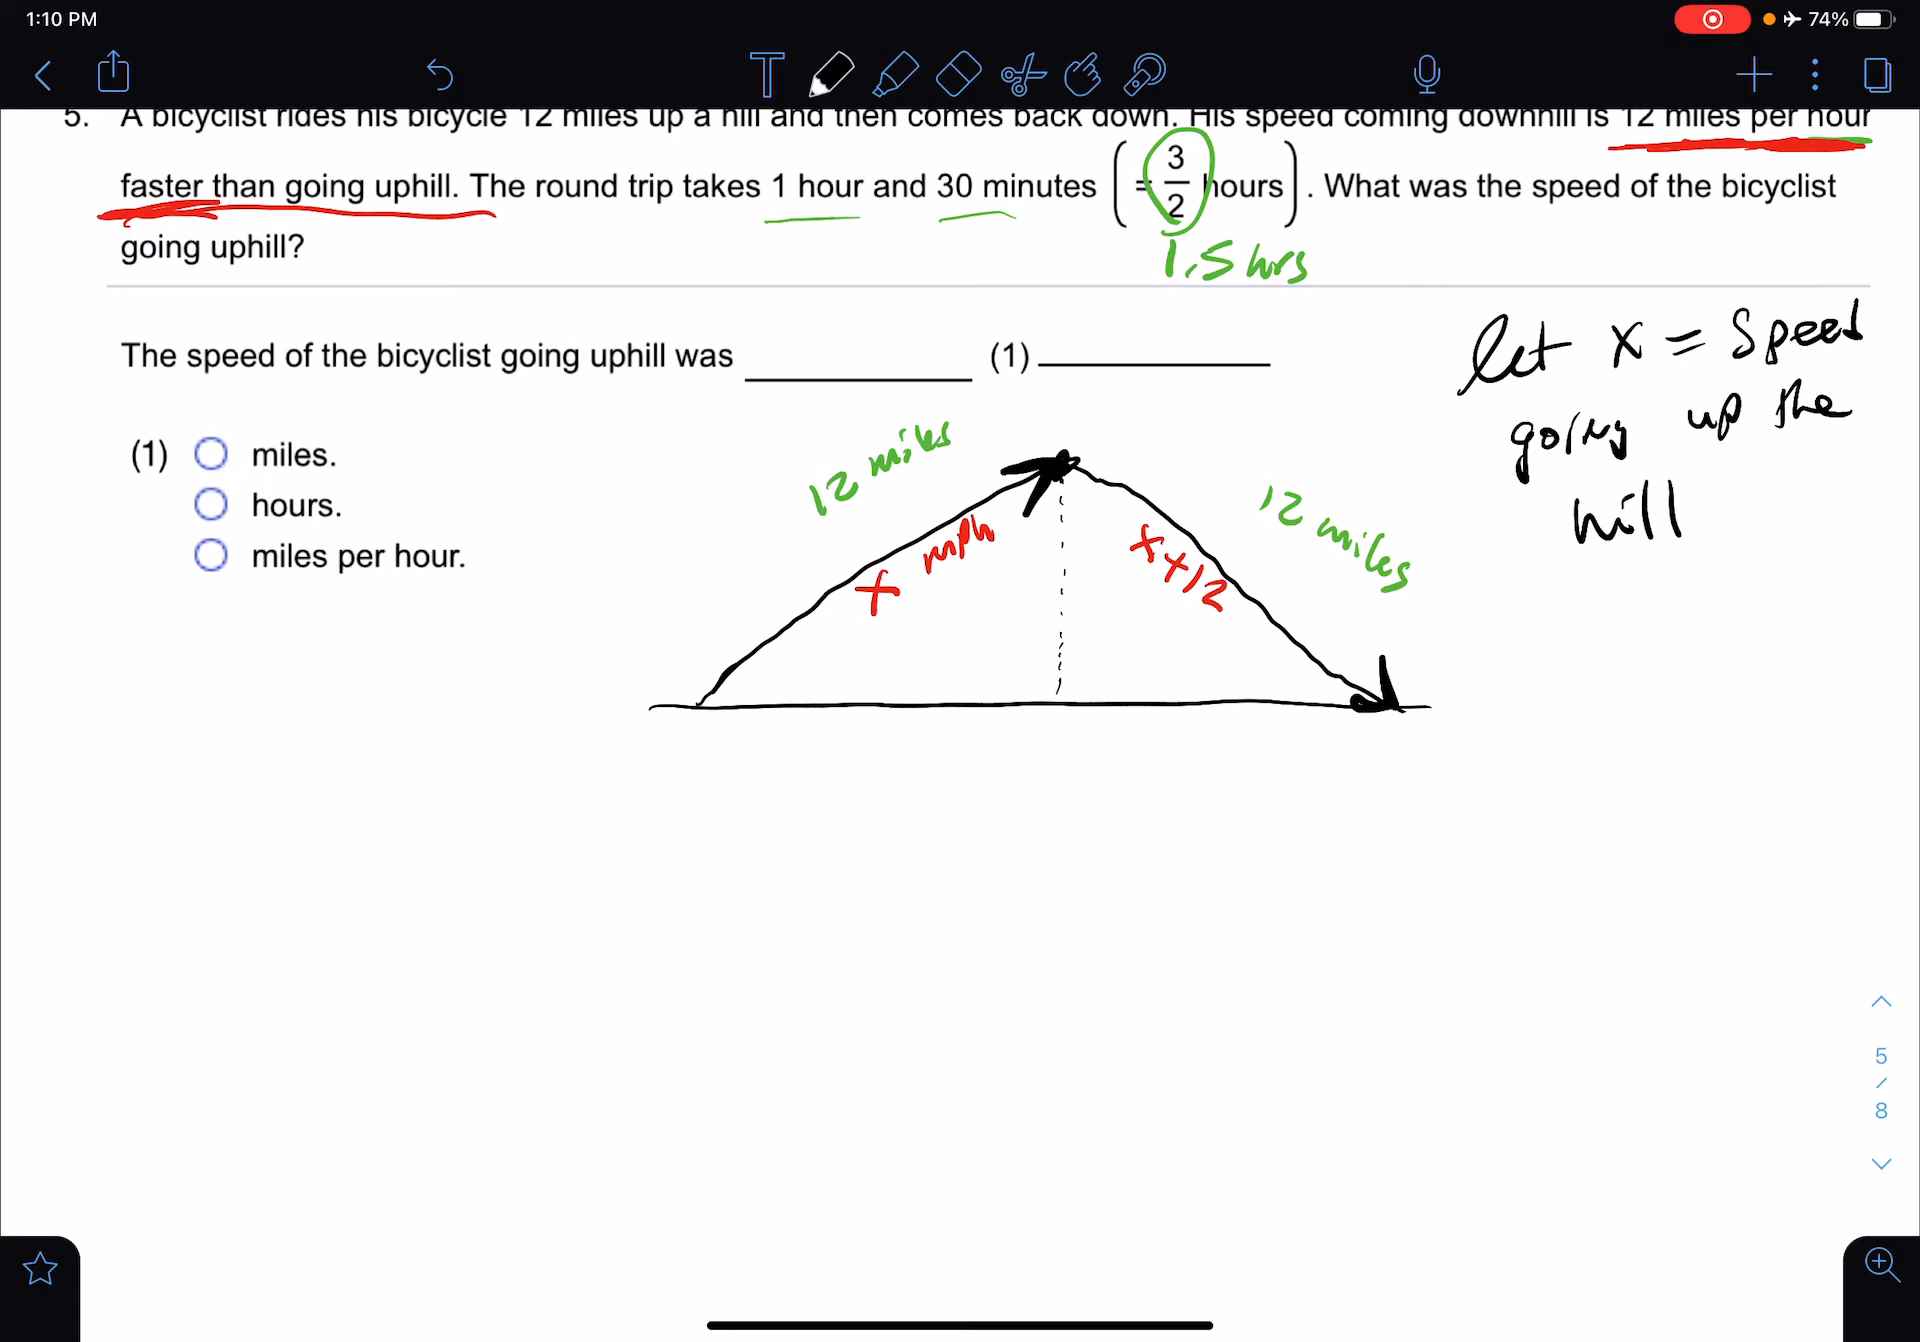 1:10 PM
74%
5. A bicyclist rides his bicycle 12 miles up a hill and then comes back down. His speed coming downhill is 12 miles per hour
faster than going uphill. The round trip takes 1 hour and 30 minutes (= 3/2 hours). What was the speed of the bicyclist
going uphill?
1.5 hrs
The speed of the bicyclist going uphill was ________ (1) ________
(1) miles.
hours.
miles per hour.
let x = Speed
going up the
hill
12 miles
x mph
x+12
12 miles
5
/
8